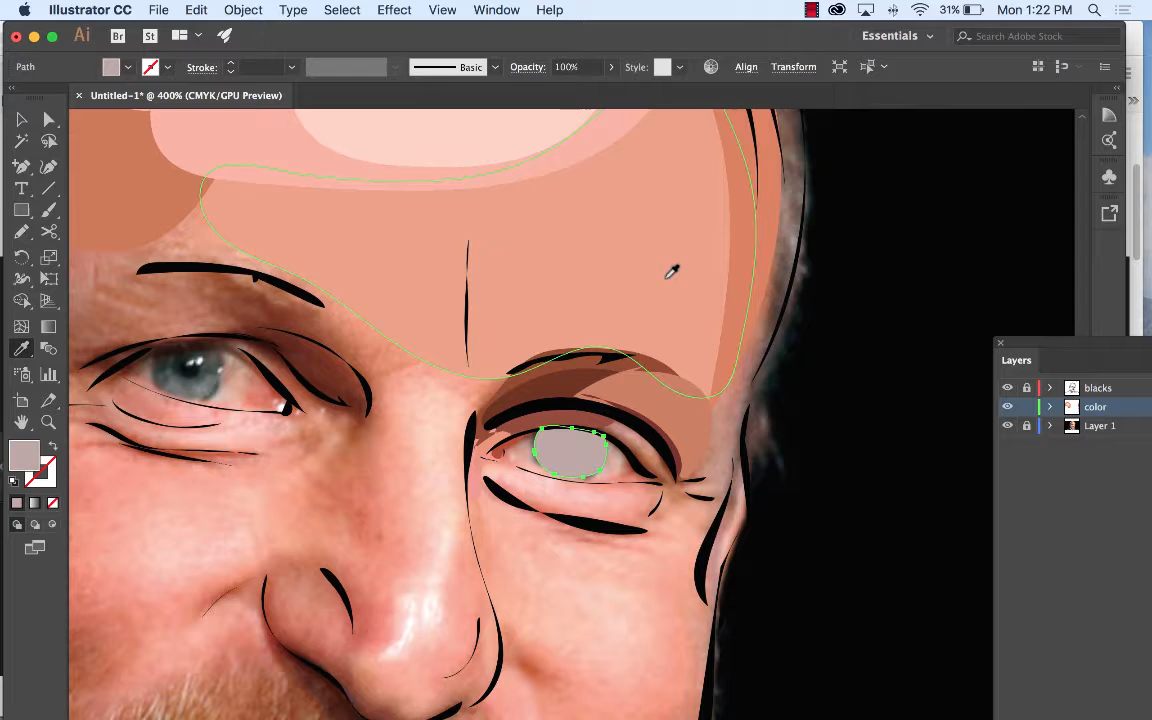 Illustrator CC File Edit Object Type Select Effect View Window Help 31% Mon 1:22 PM
Ai Br St Essentials Search Adobe Stock
Path Stroke: Basic Opacity: 100% Style: Align Transform
× Untitled-1* @ 400% (CMYK/GPU Preview)
Layers
blacks
color
Layer 1